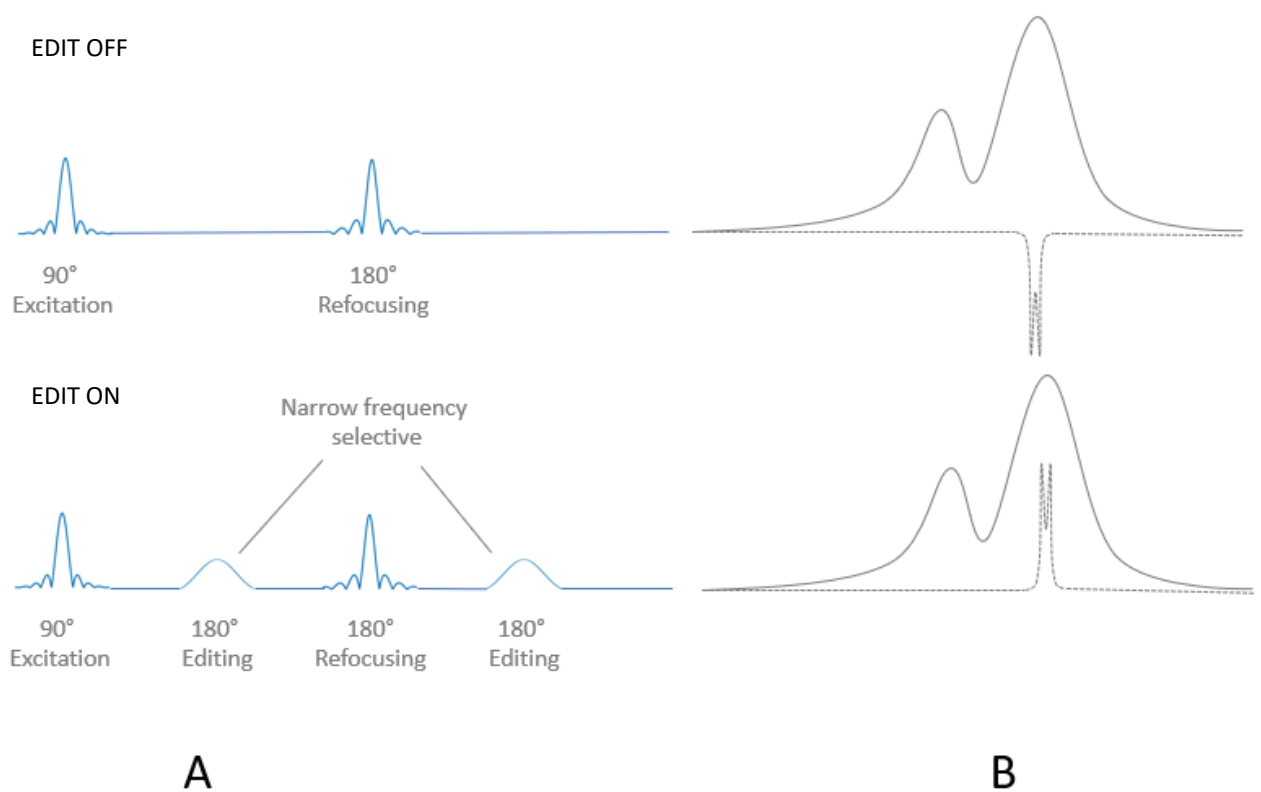 EDIT OFF
90°
Excitation
180°
Refocusing
EDIT ON
Narrow frequency
selective
90°
Excitation
180°
Editing
180°
Refocusing
180°
Editing
A
B